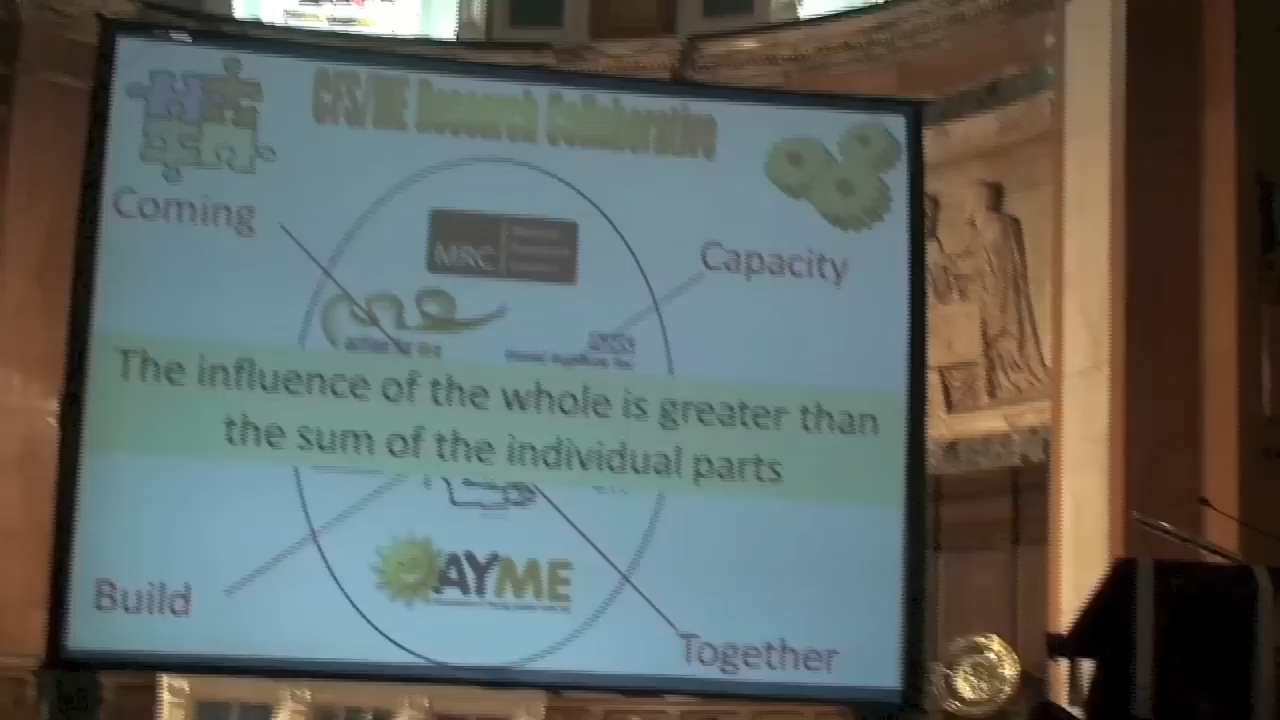 CFS/ME Research Collaborative
Coming
MRC
Capacity
The influence of the whole is greater than
the sum of the individual parts
AYME
Build
Together